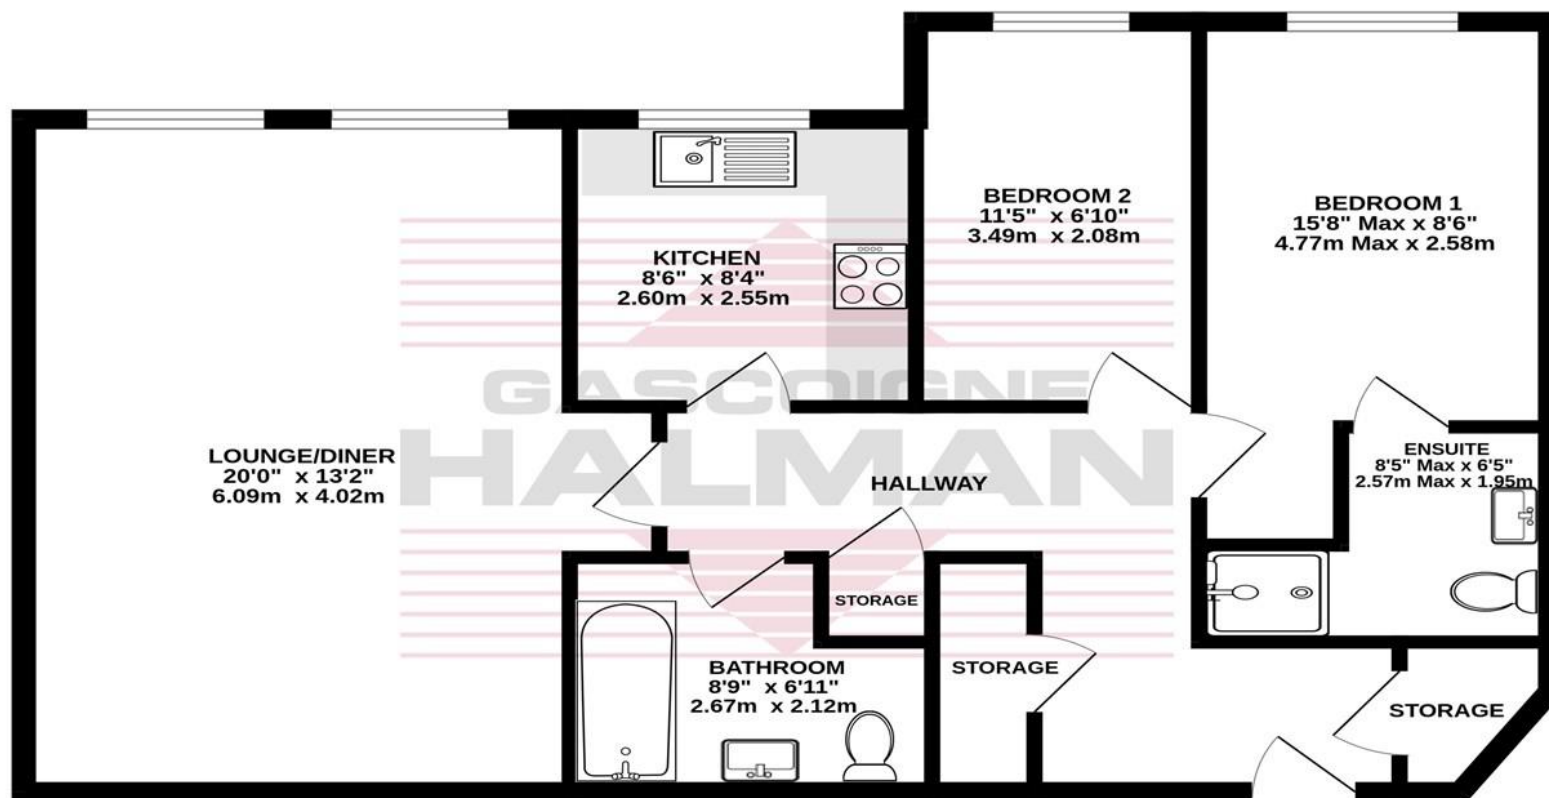 BEDROOM 2
11'5" x 6'10"
3.49m x 2.08m
BEDROOM 1
15'8" Max x 8'6"
4.77m Max x 2.58m
KITCHEN
8'6" x 8'4"
2.60m x 2.55m
GASCOIGNE
HALMAN
LOUNGE/DINER
20'0" x 13'2"
6.09m x 4.02m
HALLWAY
ENSUITE
8'5" Max x 6'5"
2.57m Max x 1.95m
STORAGE
BATHROOM
8'9" x 6'11"
2.67m x 2.12m
STORAGE
STORAGE